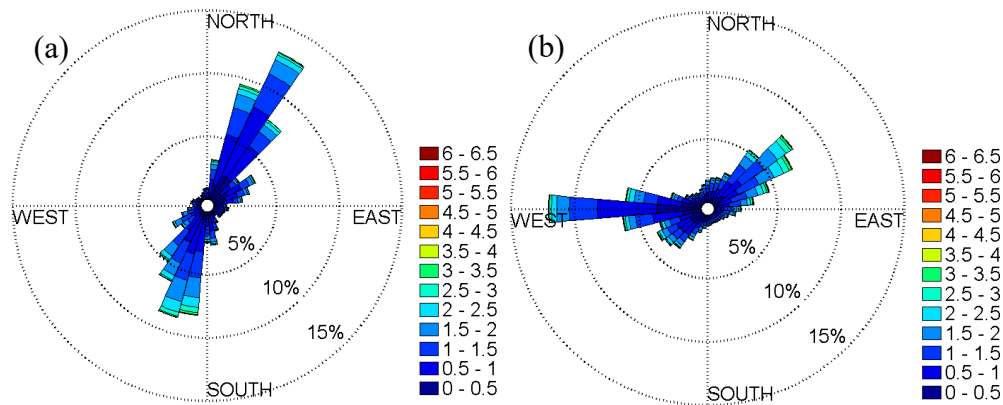 (a)
NORTH
WEST
EAST
SOUTH
5%
10%
15%
6 - 6.5
5.5 - 6
5 - 5.5
4.5 - 5
4 - 4.5
3.5 - 4
3 - 3.5
2.5 - 3
2 - 2.5
1.5 - 2
1 - 1.5
0.5 - 1
0 - 0.5
(b)
NORTH
WEST
EAST
SOUTH
5%
10%
15%
6 - 6.5
5.5 - 6
5 - 5.5
4.5 - 5
4 - 4.5
3.5 - 4
3 - 3.5
2.5 - 3
2 - 2.5
1.5 - 2
1 - 1.5
0.5 - 1
0 - 0.5